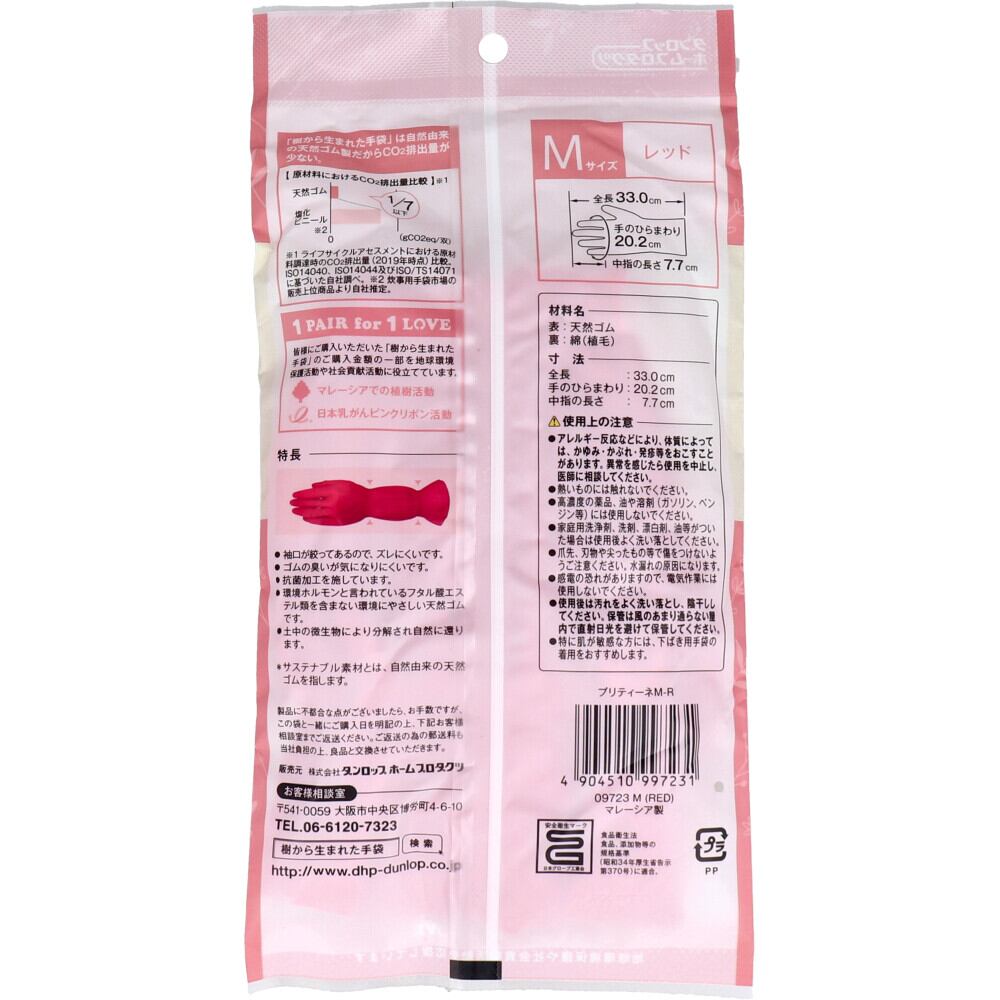 ダンロップ
ホームプロダクツ
「樹から生まれた手袋」は自然由来
の天然ゴム製だからCO2排出量が
少ない。
【 原材料におけるCO2排出量比較 】※1
天然ゴム
1/7
以下
塩化
ビニール
※2
0
(gCO2eq/双)
※1 ライフサイクルアセスメントにおける原材
料調達時のCO2排出量(2019年時点)比較。
ISO14040、ISO14044及びISO/TS14071
に基づいた自社調べ。※2 炊事用手袋市場の
販売上位商品より自社推定。
1 PAIR for 1 LOVE
皆様にご購入いただいた「樹から生まれた
手袋」のご購入金額の一部を地球環境
保護活動や社会貢献活動に役立てています。
マレーシアでの植樹活動
日本乳がんピンクリボン活動
特長
●袖口が絞ってあるので、ズレにくいです。
●ゴムの臭いが気になりにくいです。
●抗菌加工を施しています。
●環境ホルモンと言われているフタル酸エス
テル類を含まない環境にやさしい天然ゴム
です。
●土中の微生物により分解され自然に還り
ます。
*サステナブル素材とは、自然由来の天然
ゴムを指します。
製品に不都合な点がございましたら、お手数ですが、
この袋と一緒にご購入日を明記の上、下記お客様
相談室までご返送ください。ご返送の為の郵送料も
当社負担の上、良品と交換させていただきます。
販売元 株式会社 ダンロップ ホームプロダクツ
お客様相談室
〒541-0059 大阪市中央区博労町4-6-10
TEL.06-6120-7323
樹から生まれた手袋 検索
http://www.dhp-dunlop.co.jp
Mサイズ
レッド
全長 33.0cm
手のひらまわり
20.2cm
中指の長さ 7.7cm
材料名
表:天然ゴム
裏:綿(植毛)
寸 法
全長 :33.0cm
手のひらまわり:20.2cm
中指の長さ : 7.7cm
使用上の注意
●アレルギー反応などにより、体質によって
は、かゆみ・かぶれ・発疹等をおこすこと
があります。異常を感じたら使用を中止し、
医師に相談してください。
●熱いものには触れないでください。
●高濃度の薬品、油や溶剤(ガソリン、ベン
ジン等)には使用しないでください。
●家庭用洗浄剤、洗剤、漂白剤、油等がつい
た場合は使用後よく洗い落としてください。
●爪先、刃物や尖ったもの等で傷をつけないよ
うご注意ください。水漏れの原因になります。
●感電の恐れがありますので、電気作業には
使用しないでください。
●使用後は汚れをよく洗い落とし、陰干しし
てください。保管は風のあまり通らない屋
内で直射日光を避けて保管してください。
●特に肌が敏感な方には、下ばき用手袋の
着用をおすすめします。
プリティーネM-R
4 904510 997231
09723 M (RED)
マレーシア製
安全衛生マーク
日本グローブ工業会
食品衛生法
食品、添加物等の
規格基準
(昭和34年厚生省告示
第370号)に適合。
プラ
PP